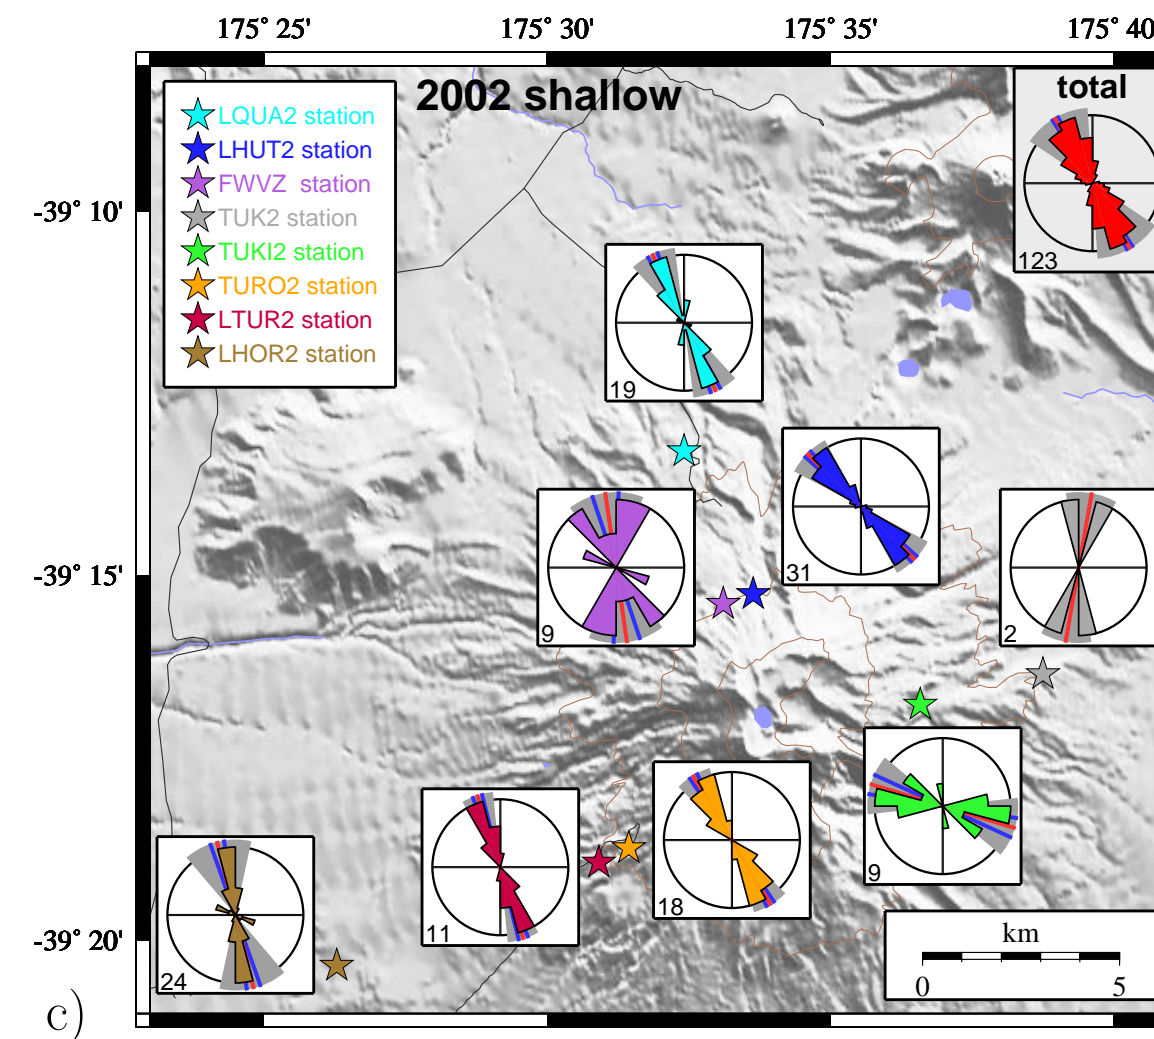 175° 25' 175° 30' 175° 35' 175° 40'
2002 shallow
total
LQUA2 station
LHUT2 station
FWVZ station
TUK2 station
TUKI2 station
TURO2 station
LTUR2 station
LHOR2 station
-39° 10'
123
19
-39° 15'
31
9
2
9
18
11
-39° 20'
24
km
0 5
c)